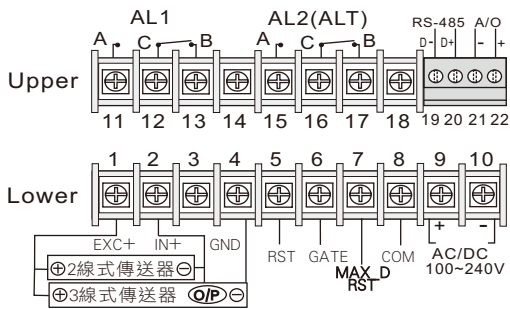 AL1 AL2(ALT) RS-485 A/O
A C B A C B D- D+ - +
Upper
11 12 13 14 15 16 17 18 19 20 21 22
1 2 3 4 5 6 7 8 9 10
Lower
+ -
EXC+ IN+ GND RST GATE MAX_D RST COM AC/DC 100~240V
⊕2線式傳送器⊖
⊕3線式傳送器 O/P ⊖